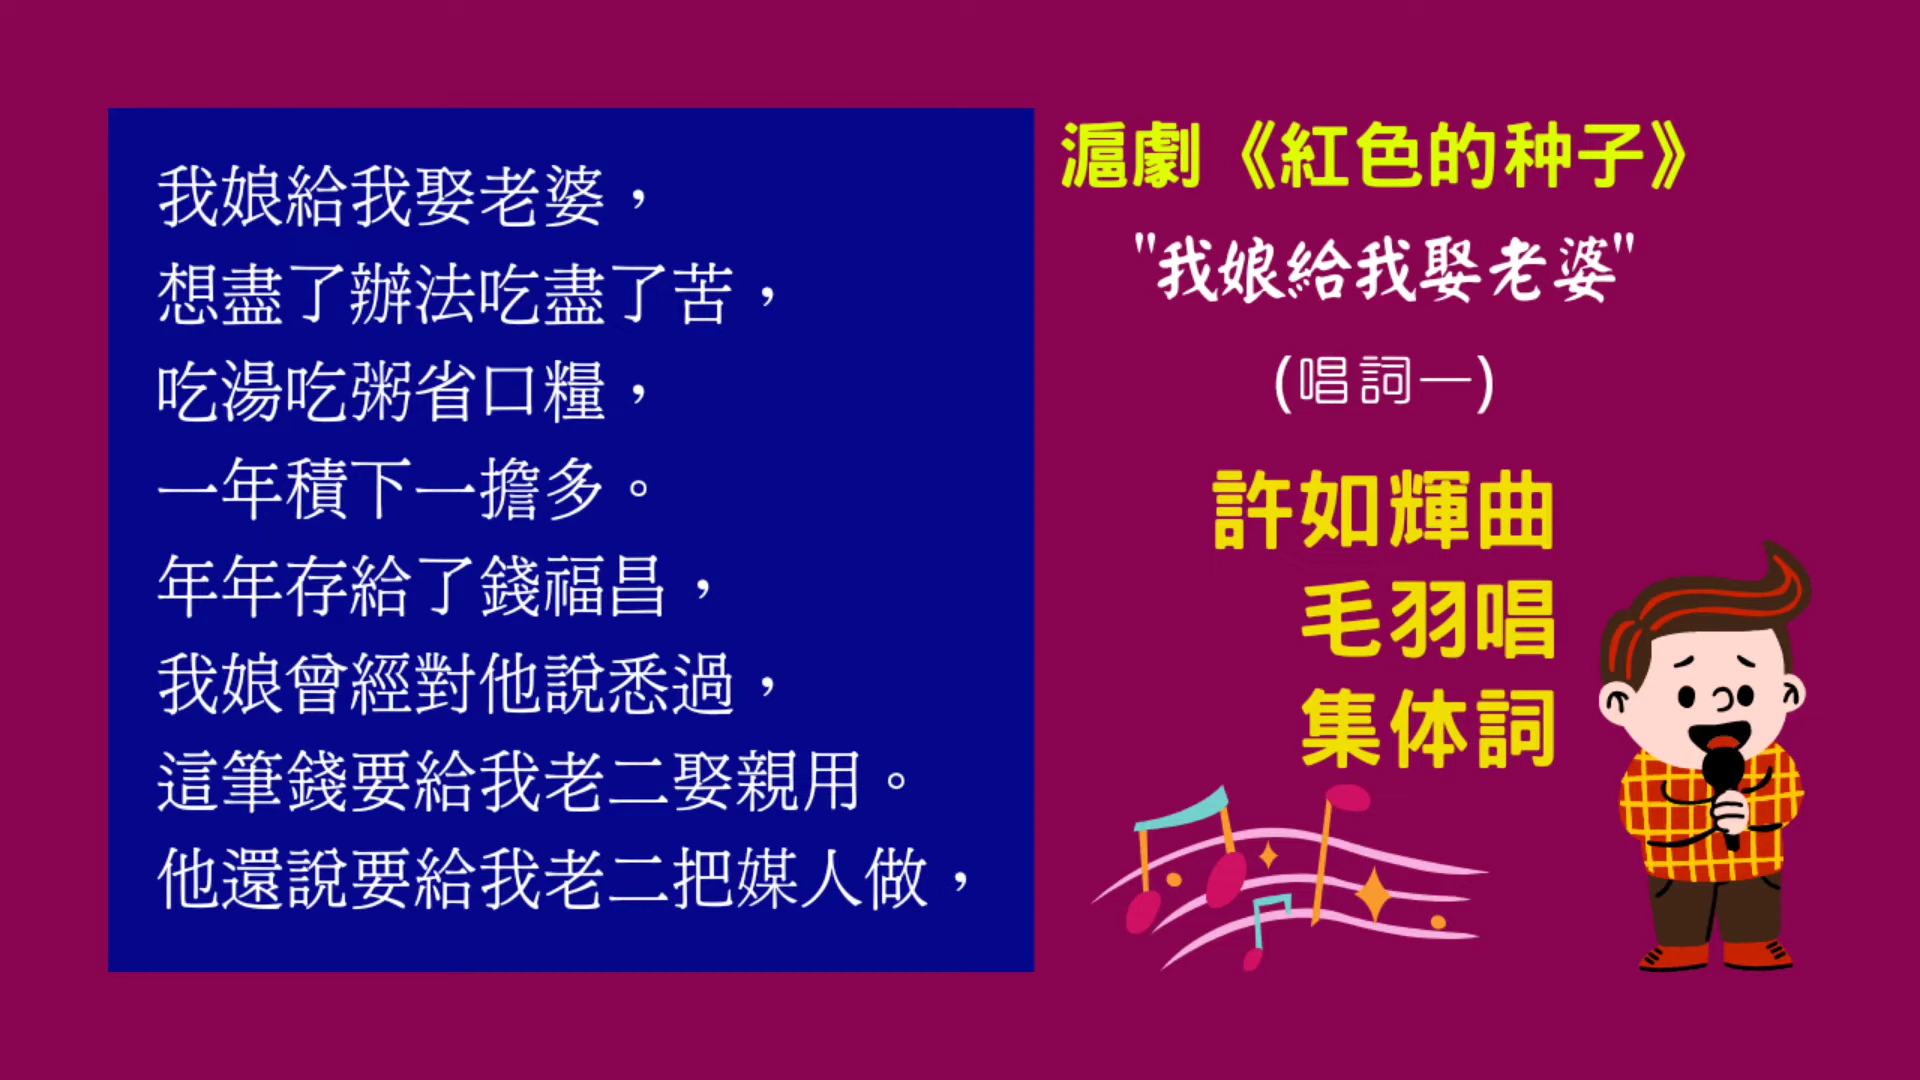 我娘給我娶老婆，
想盡了辦法吃盡了苦，
吃湯吃粥省口糧，
一年積下一擔多。
年年存給了錢福昌，
我娘曾經對他說悉過，
這筆錢要給我老二娶親用。
他還說要給我老二把媒人做，
滬劇《紅色的种子》
"我娘給我娶老婆"
(唱詞一)
許如輝曲
毛羽唱
集体詞